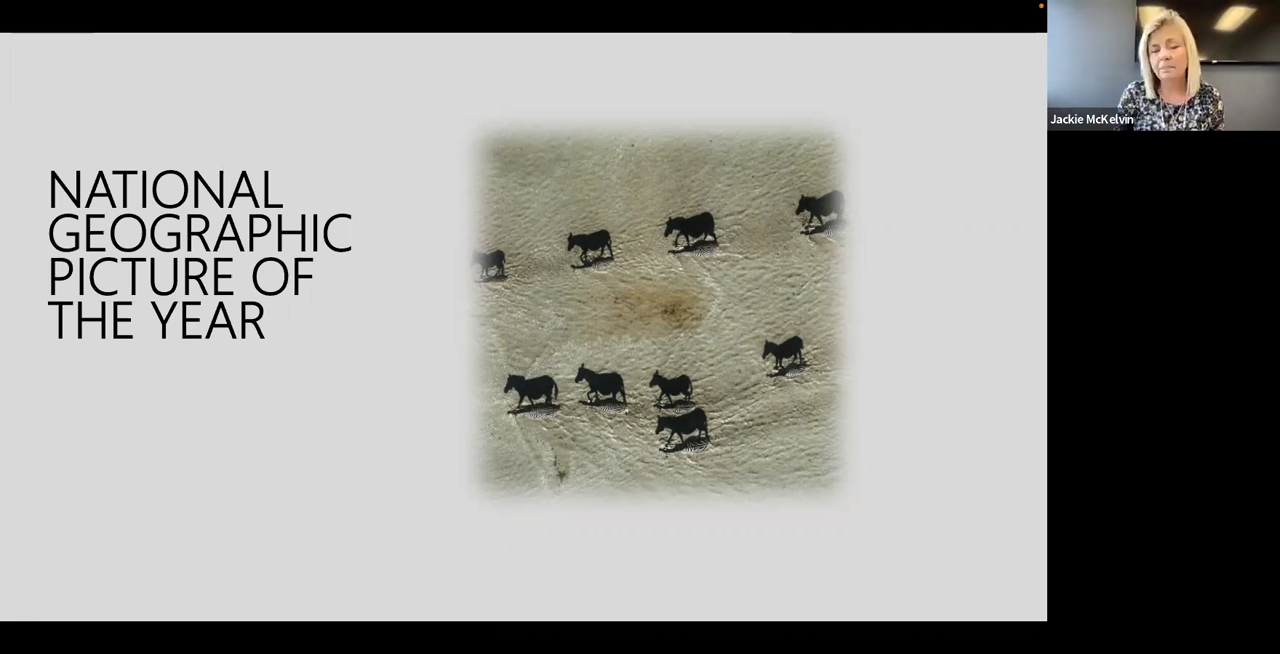 NATIONAL
GEOGRAPHIC
PICTURE OF
THE YEAR
Jackie McKelvin